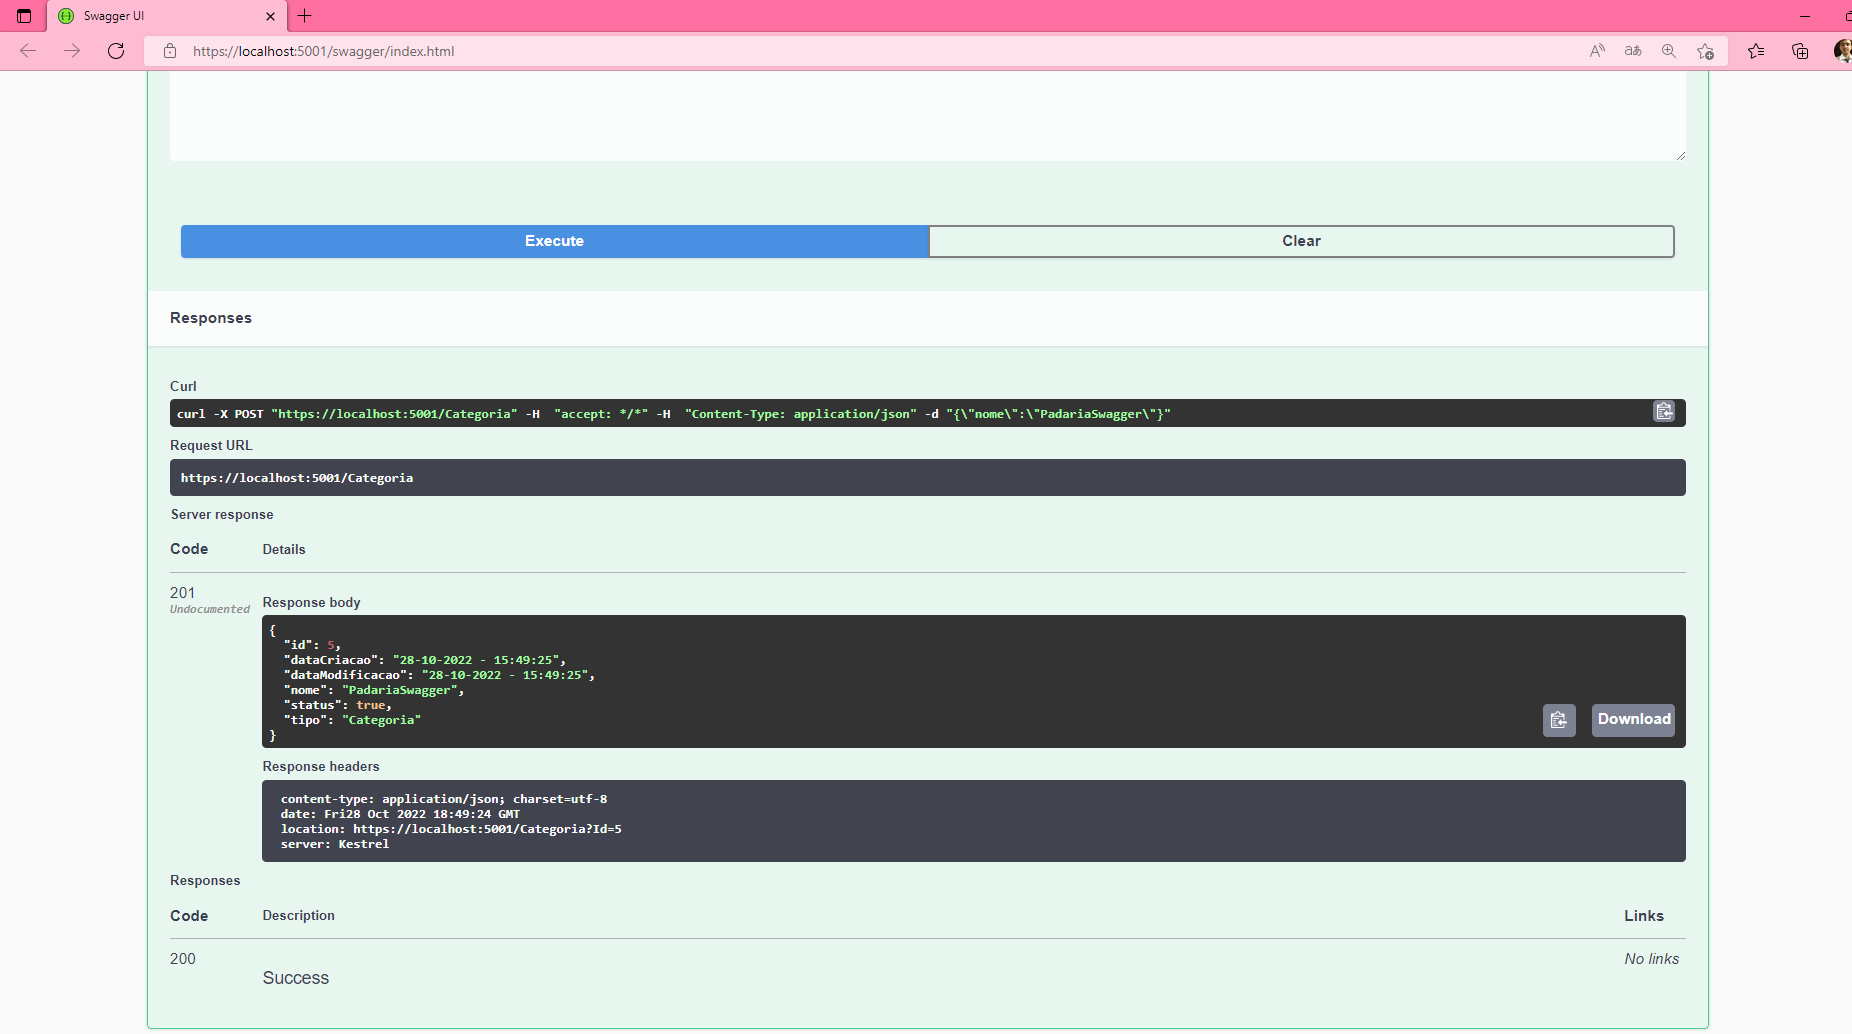 Swagger UI
https://localhost:5001/swagger/index.html
Execute
Clear
Responses
Curl
curl -X POST "https://localhost:5001/Categoria" -H  "accept: */*" -H  "Content-Type: application/json" -d "{\"nome\":\"PadariaSwagger\"}"
Request URL
https://localhost:5001/Categoria
Server response
Code Details
201
Undocumented
Response body
{
  "id": 5,
  "dataCriacao": "28-10-2022 - 15:49:25",
  "dataModificacao": "28-10-2022 - 15:49:25",
  "nome": "PadariaSwagger",
  "status": true,
  "tipo": "Categoria"
}
Download
Response headers
content-type: application/json; charset=utf-8
date: Fri28 Oct 2022 18:49:24 GMT
location: https://localhost:5001/Categoria?Id=5
server: Kestrel
Responses
Code Description Links
200 No links
Success